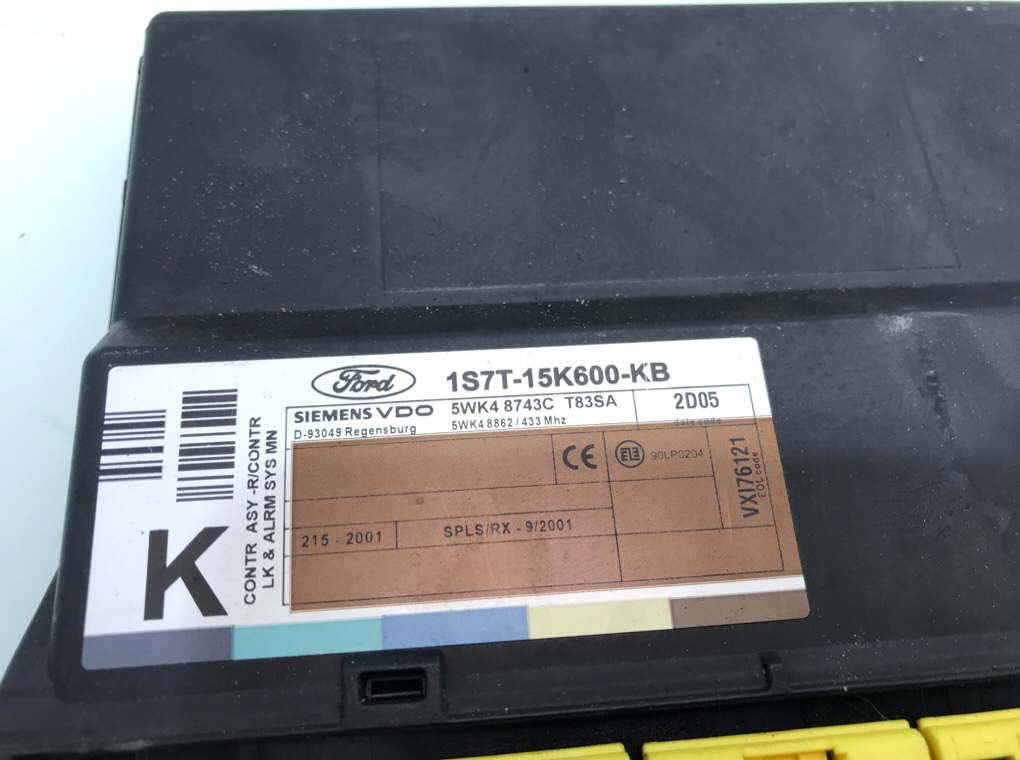 Ford 1S7T-15K600-KB
SIEMENS VDO 5WK4 8743C T83SA 2D05
D-93049 Regensburg 5WK4 8862 / 433 Mhz date code
CE
90LP0204
VXI76121
EOL code
215 - 2001 SPLS/RX - 9/2001
K
CONTR ASY -R/CONTR
LK & ALRM SYS MN